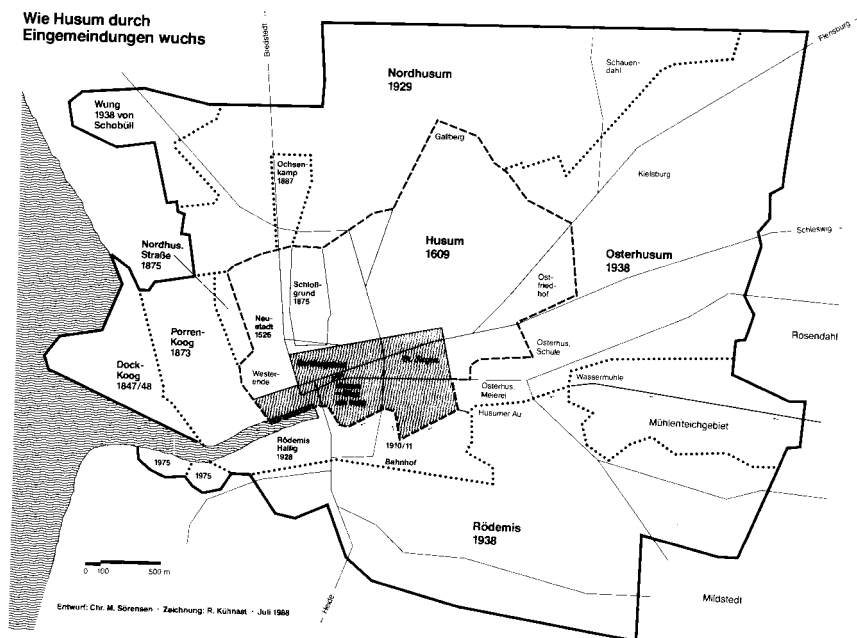 Wie Husum durch
Eingemeindungen wuchs
Bredstedt
Flensburg
Nordhusum
1929
Schauen-
dahl
Wung
1938 von
Schobüll
Gallberg
Ochsen-
kamp
1887
Kielsburg
Nordhus.
Straße
1875
Husum
1609
Osterhusum
1938
Schleswig
Schloß-
grund
1875
Ost-
fried-
hof
Neu-
stadt
1525
Porren-
Koog
1873
Rosendahl
Dock-
Koog
1847/48
Osterhus.
Schule
Wester-
ende
Wassermühle
Osterhus.
Meierei
Husumer Au
Mühlenteichgebiet
Rödemis
Hallig
1928
1910/11
Bahnhof
1975
1975
Rödemis
1938
0 100 500 m
Mildstedt
Heide
Entwurf: Chr. M. Sörensen · Zeichnung: R. Kühnast · Juli 1988